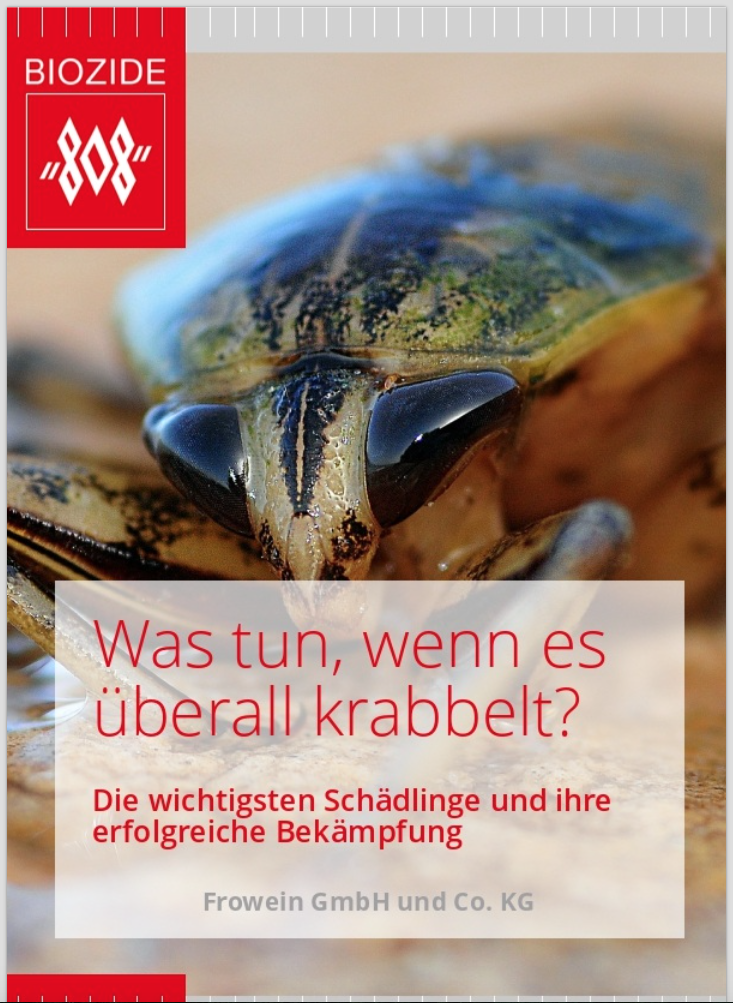 BIOZIDE
„808“
Was tun, wenn es
überall krabbelt?
Die wichtigsten Schädlinge und ihre
erfolgreiche Bekämpfung
Frowein GmbH und Co. KG